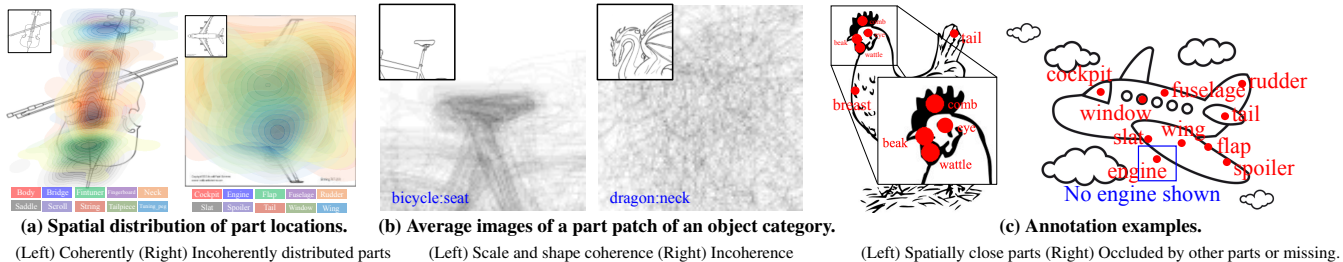 Body Bridge Fintuner Fingerboard Neck
Saddle Scroll String Tailpiece Tuning_peg
(a) Spatial distribution of part locations.
(Left) Coherently (Right) Incoherently distributed parts
Cockpit Engine Flap Fuselage Rudder
Slat Spoiler Tail Window Wing
bicycle:seat
dragon:neck
(b) Average images of a part patch of an object category.
(Left) Scale and shape coherence (Right) Incoherence
comb
eye
beak
wattle
tail
breast
comb
eye
beak
wattle
cockpit
fuselage
rudder
window
tail
slat
wing
flap
engine
spoiler
No engine shown
(c) Annotation examples.
(Left) Spatially close parts (Right) Occluded by other parts or missing.